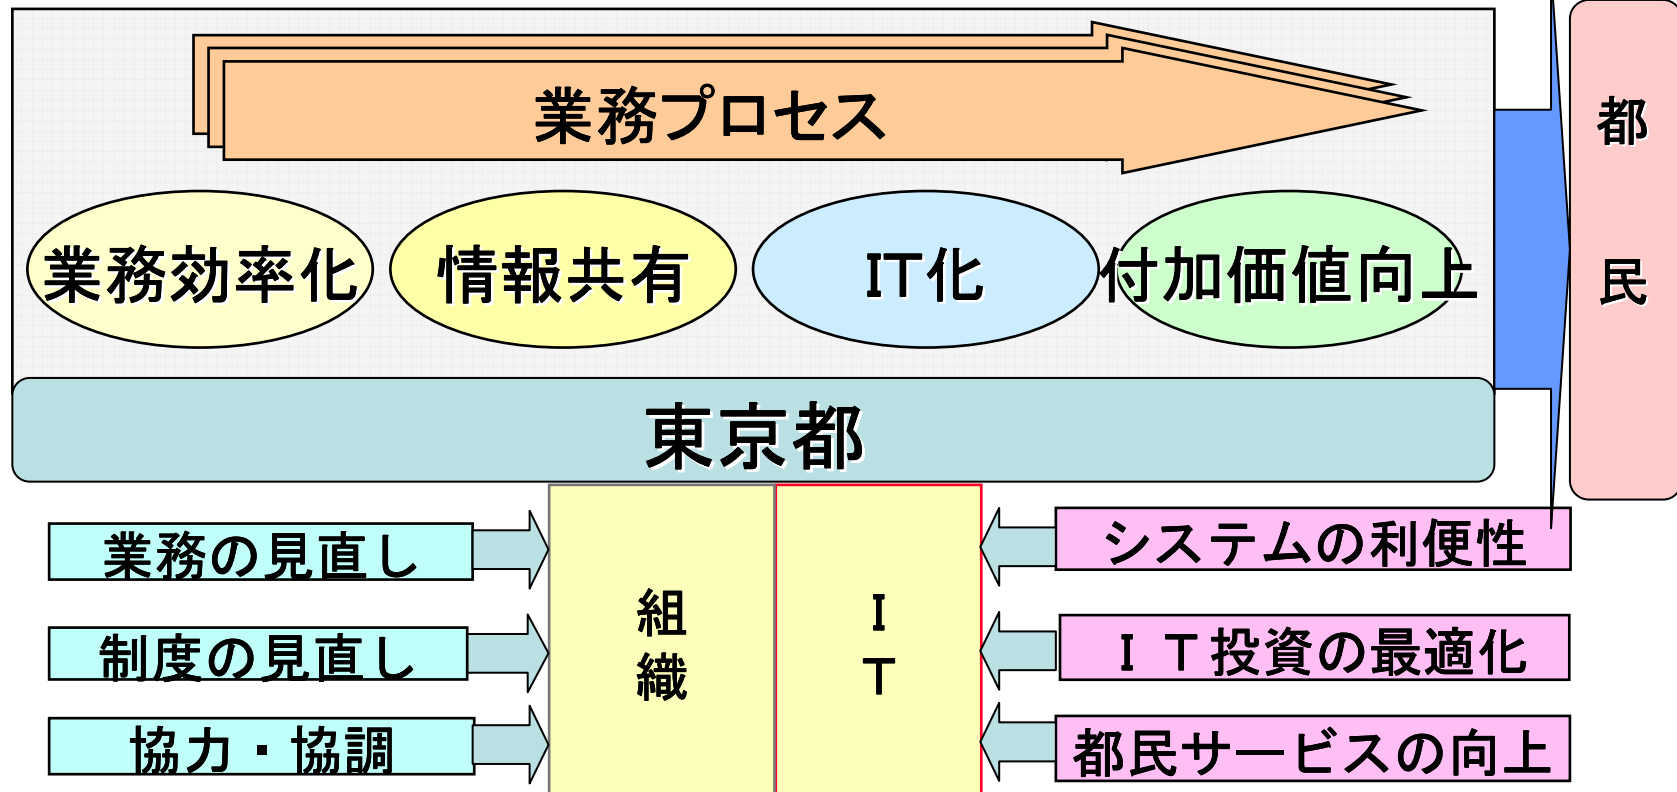 業務プロセス
都民
業務効率化
情報共有
IT化
付加価値向上
東京都
業務の見直し
制度の見直し
協力・協調
組織
IT
システムの利便性
IT投資の最適化
都民サービスの向上